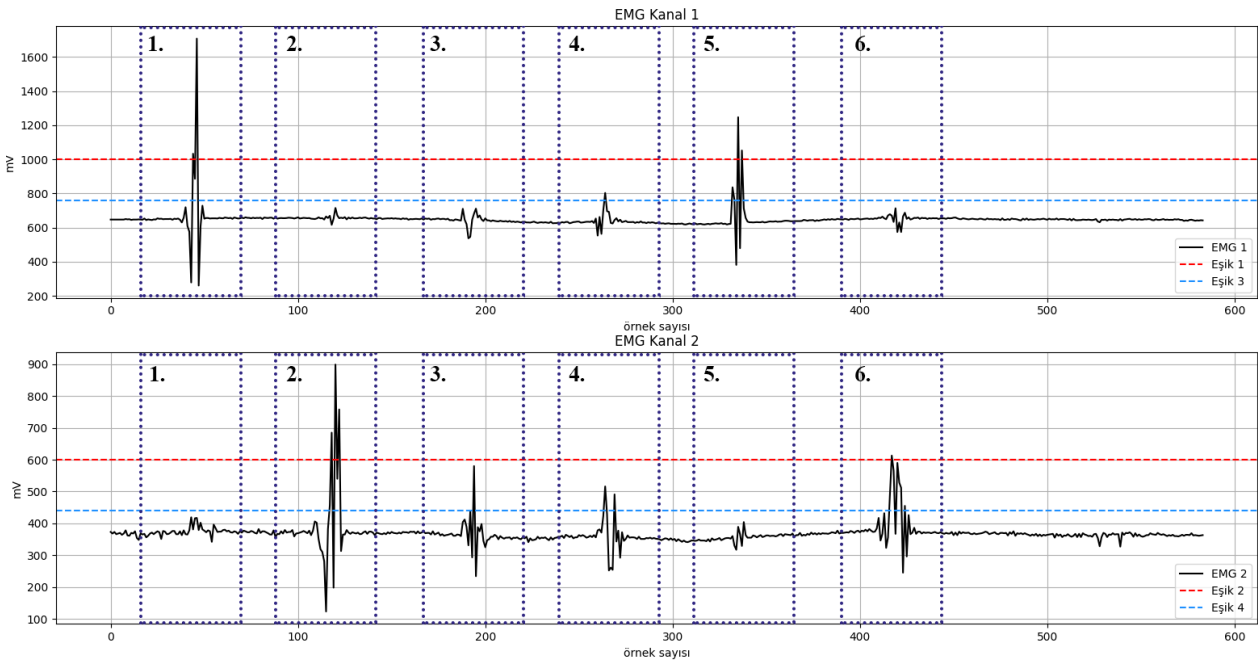 EMG Kanal 1
1. 2. 3. 4. 5. 6.
1600
1400
1200
1000
800
600
400
200
mV
EMG 1
Eşik 1
Eşik 3
0 100 200 300 400 500 600
örnek sayısı
EMG Kanal 2
1. 2. 3. 4. 5. 6.
900
800
700
600
500
400
300
200
100
mV
EMG 2
Eşik 2
Eşik 4
0 100 200 300 400 500 600
örnek sayısı